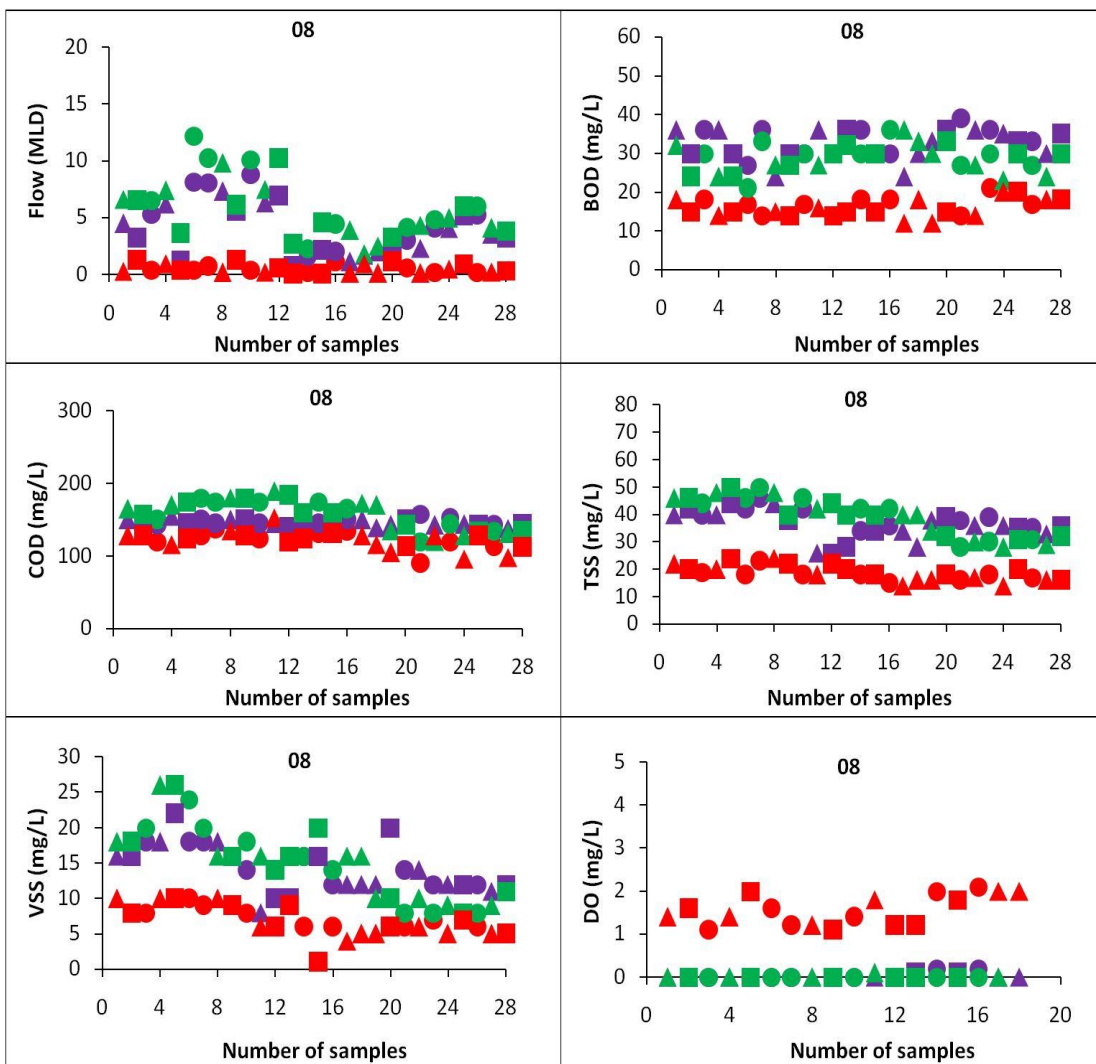 08
Flow (MLD)
20
15
10
5
0
0 4 8 12 16 20 24 28
Number of samples
08
BOD (mg/L)
60
50
40
30
20
10
0
0 4 8 12 16 20 24 28
Number of samples
08
COD (mg/L)
300
200
100
0
0 4 8 12 16 20 24 28
Number of samples
08
TSS (mg/L)
80
70
60
50
40
30
20
10
0
0 4 8 12 16 20 24 28
Number of samples
08
VSS (mg/L)
30
25
20
15
10
5
0
0 4 8 12 16 20 24 28
Number of samples
08
DO (mg/L)
5
4
3
2
1
0
0 4 8 12 16 20
Number of samples